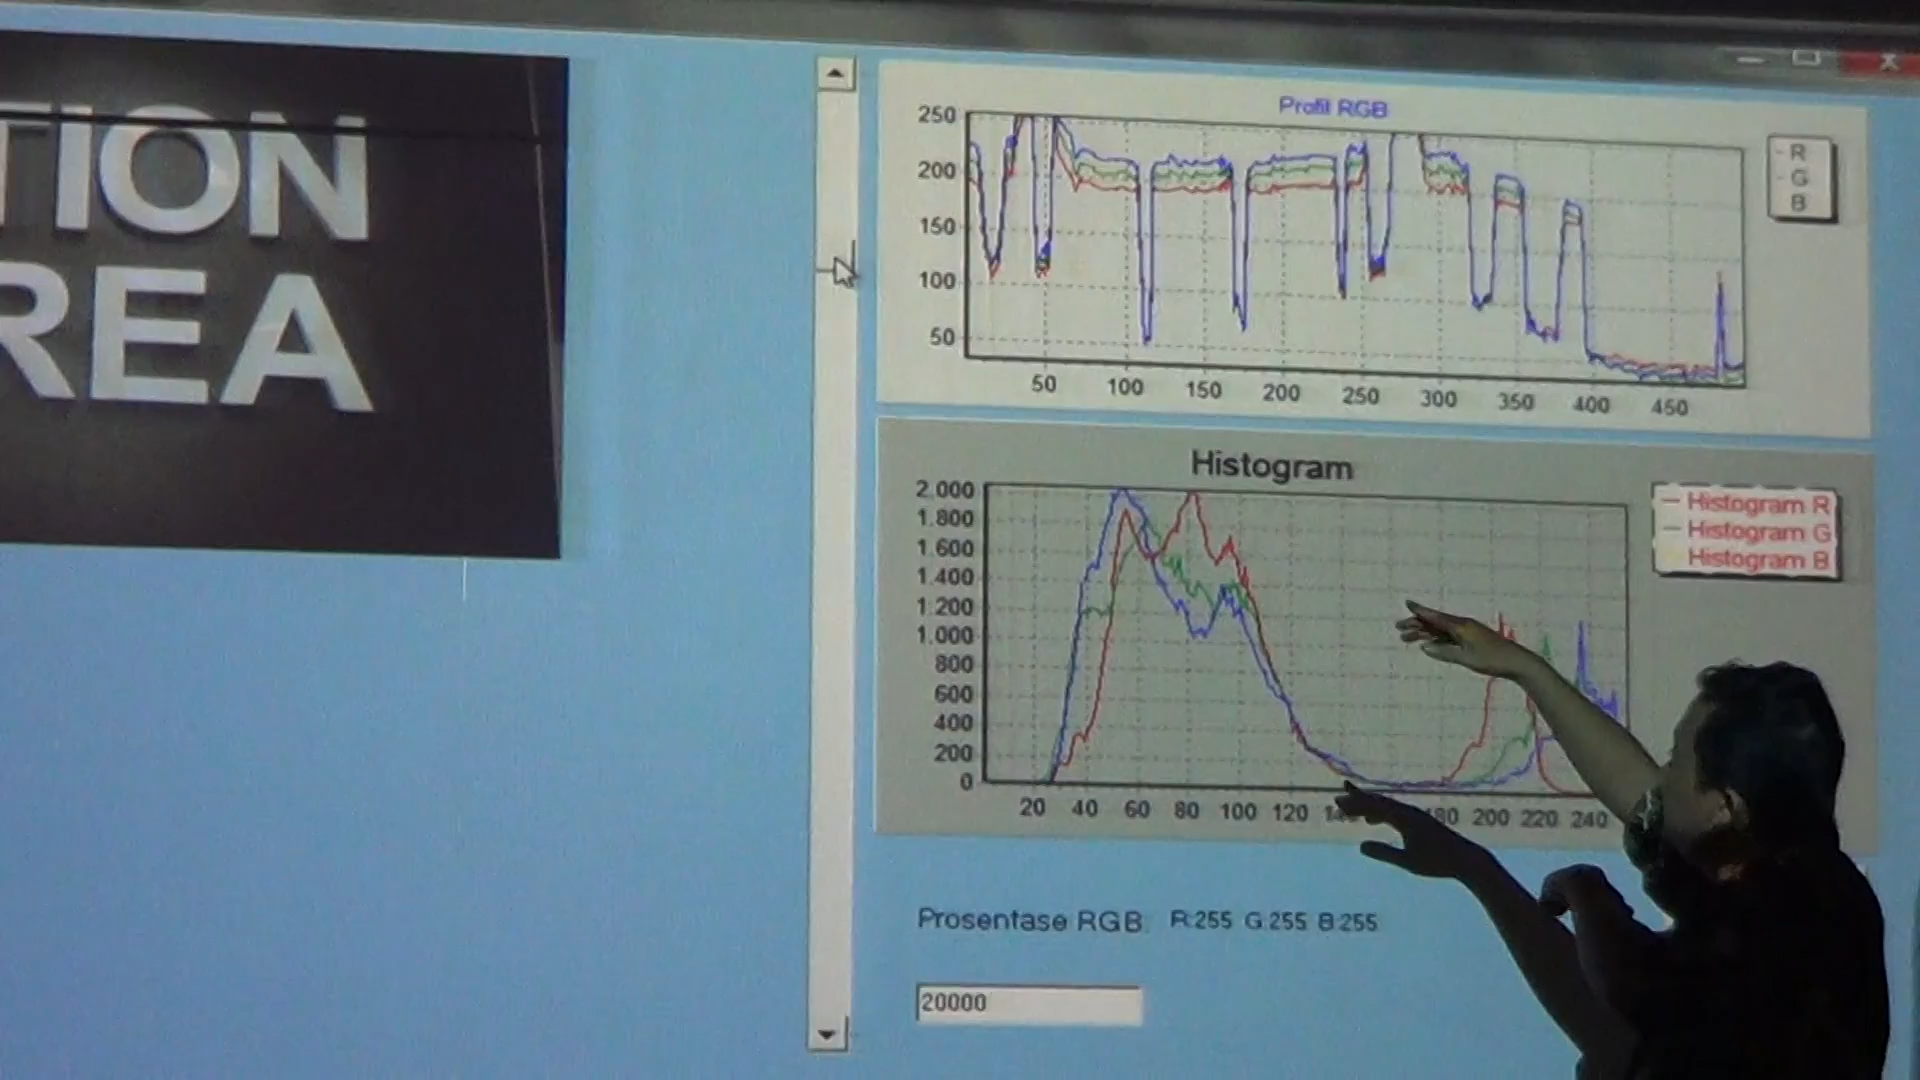 TION
REA
Profil RGB
250
200
150
100
50
50 100 150 200 250 300 350 400 450
R
G
B
Histogram
2.000
1.800
1.600
1.400
1.200
1.000
800
600
400
200
0
20 40 60 80 100 120 200 220 240
Histogram R
Histogram G
Histogram B
Prosentase RGB: R:255 G:255 B:255
20000